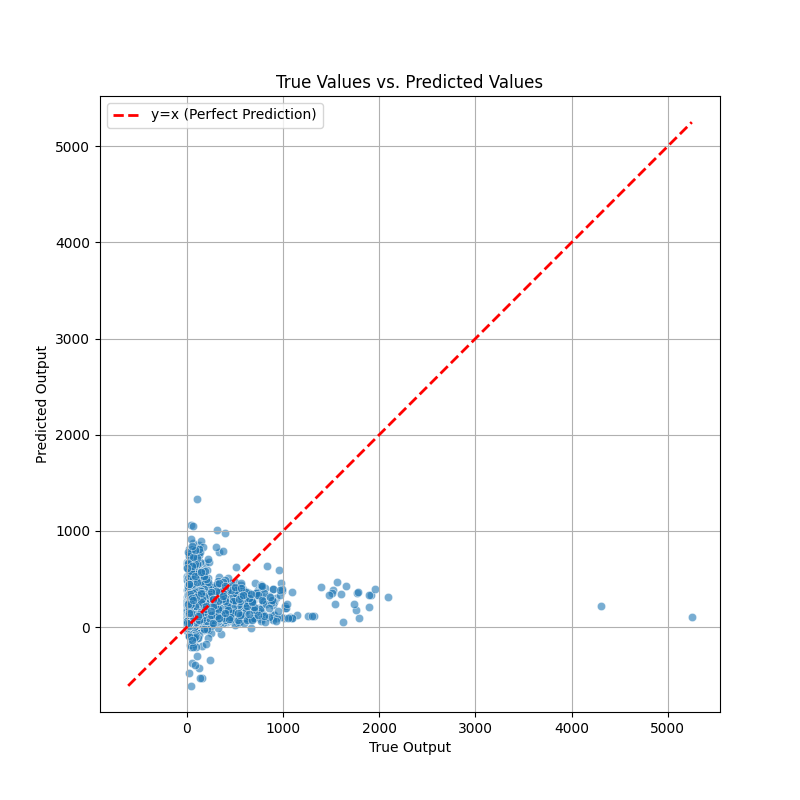 True Values vs. Predicted Values
y=x (Perfect Prediction)
Predicted Output
5000
4000
3000
2000
1000
0
0 1000 2000 3000 4000 5000
True Output